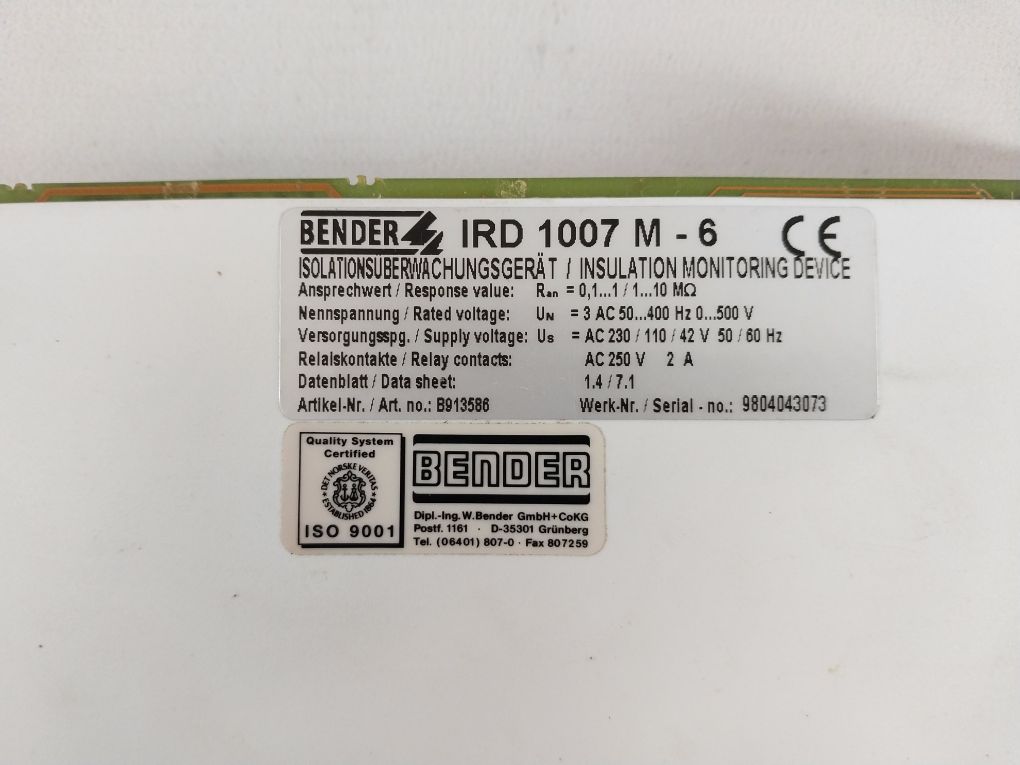 BENDER IRD 1007 M - 6 CE
ISOLATIONSÜBERWACHUNGSGERÄT / INSULATION MONITORING DEVICE
Ansprechwert / Response value: Ran = 0,1...1 / 1...10 MΩ
Nennspannung / Rated voltage: UN = 3 AC 50...400 Hz 0...500 V
Versorgungsspg. / Supply voltage: Us = AC 230 / 110 / 42 V 50 / 60 Hz
Relaiskontakte / Relay contacts: AC 250 V 2 A
Datenblatt / Data sheet: 1.4 / 7.1
Artikel-Nr. / Art. no.: B913586 Werk-Nr. / Serial - no.: 9804043073
Quality System
Certified
DET NORSKE VERITAS
ESTABLISHED 1864
ISO 9001
BENDER
Dipl.-Ing. W.Bender GmbH+CoKG
Postf. 1161 · D-35301 Grünberg
Tel. (06401) 807-0 · Fax 807259